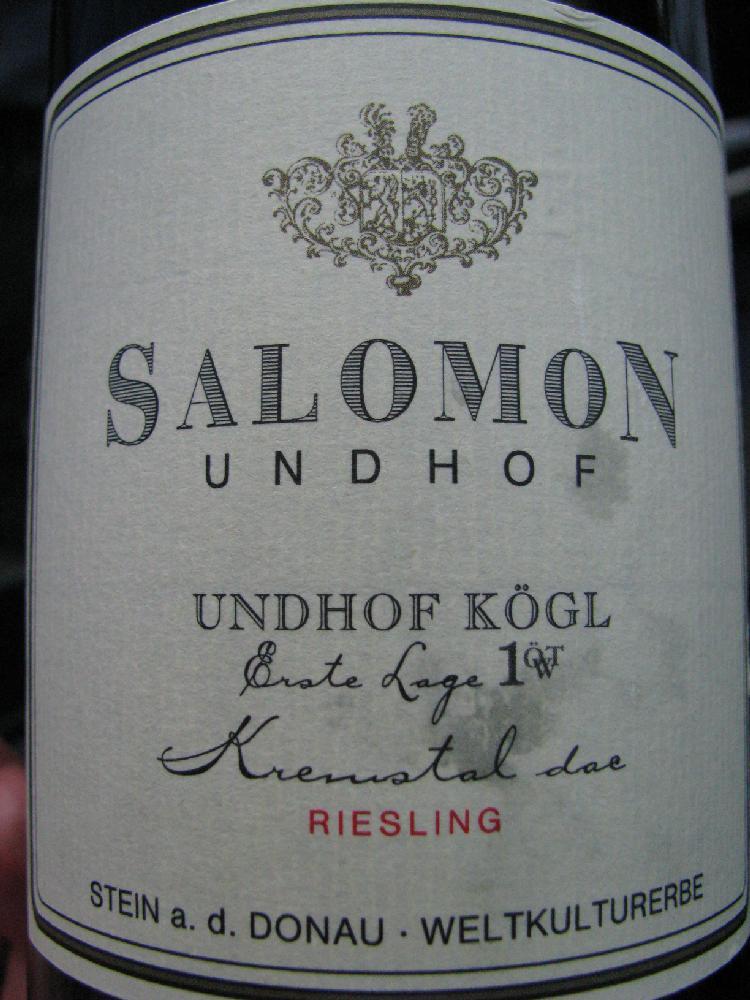 SALOMON
UNDHOF
UNDHOF KÖGL
Erste Lage 1ÖTW
Kremstal dac
RIESLING
STEIN a. d. DONAU · WELTKULTURERBE